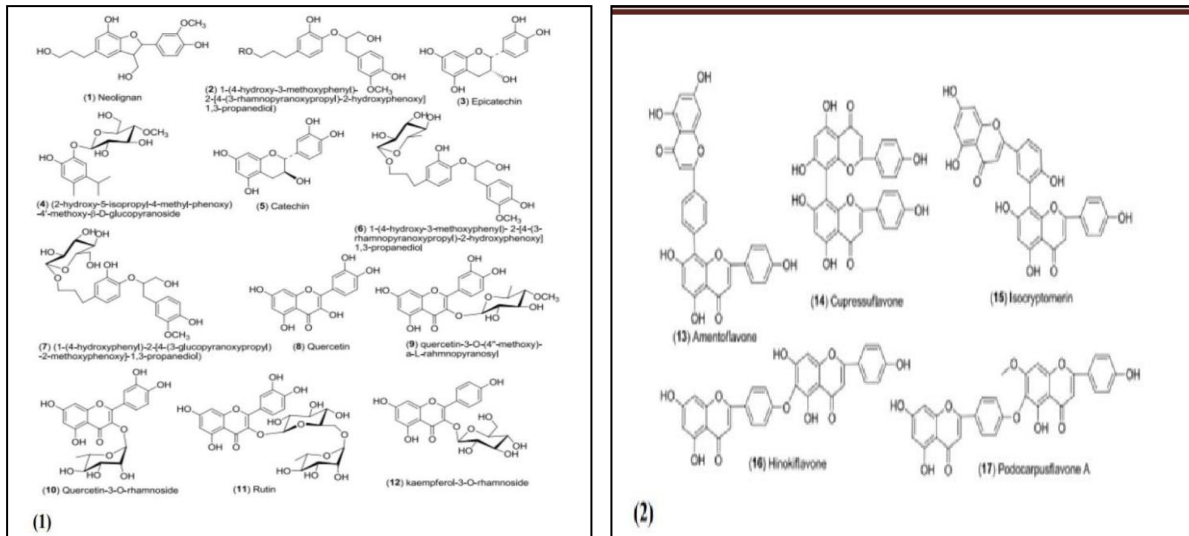 (1) Neolignan
(2) 1-(4-hydroxy-3-methoxyphenyl)-
2-[4-(3-rhamnopyranoxypropyl)-2-hydroxyphenoxy]
1,3-propanediol)
(3) Epicatechin
(4) (2-hydroxy-5-isopropyl-4-methyl-phenoxy)
-4'-methoxy-β-D-glucopyranoside
(5) Catechin
(6) 1-(4-hydroxy-3-methoxyphenyl)- 2-[4-(3-
rhamnopyranoxypropyl)-2-hydroxyphenoxy]
1,3-propanediol
(7) (1-(4-hydroxyphenyl)-2-[4-(3-glucopyranoxypropyl)
-2-methoxyphenoxy]-1,3-propanediol)
(8) Quercetin
(9) quercetin-3-O-(4"-methoxy)-
a-L-rahmnopyranosyl
(10) Quercetin-3-O-rhamnoside
(11) Rutin
(12) kaempferol-3-O-rhamnoside
(1)
(13) Amentoflavone
(14) Cupressuflavone
(15) Isocryptomerin
(16) Hinokiflavone
(17) Podocarpusflavone A
(2)